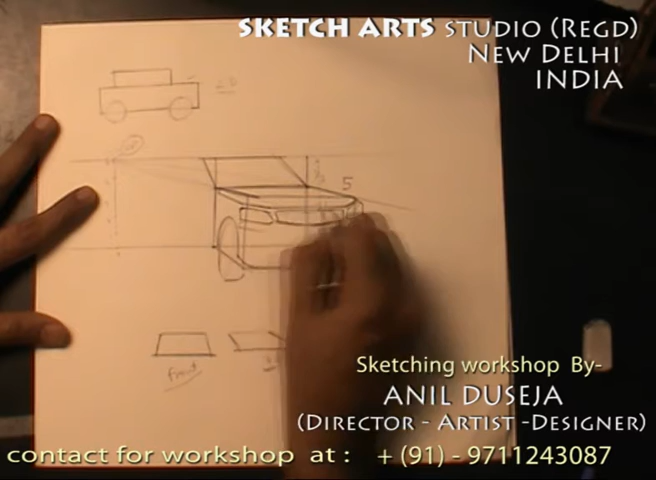 SKETCH ARTS STUDIO (REGD)
NEW DELHI
INDIA
2D
5
front
Sketching workshop By-
ANIL DUSEJA
(DIRECTOR - ARTIST -DESIGNER)
contact for workshop at : + (91) - 9711243087